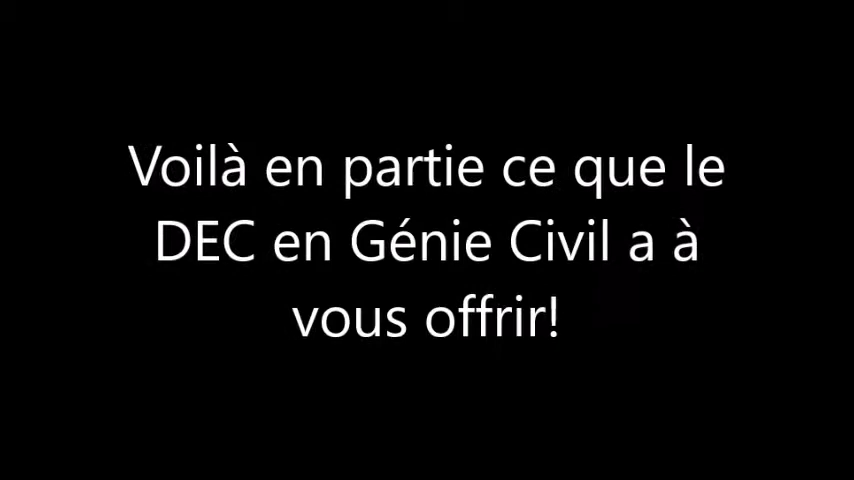 Voilà en partie ce que le
DEC en Génie Civil a à
vous offrir!